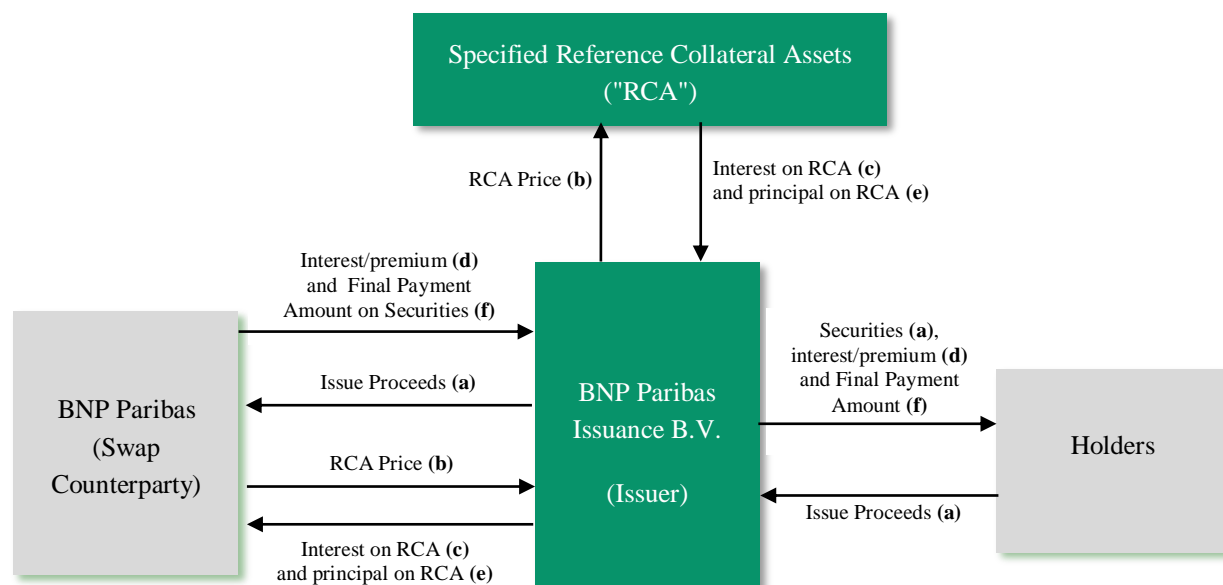 Specified Reference Collateral Assets
("RCA")
RCA Price (b)
Interest on RCA (c)
and principal on RCA (e)
Interest/premium (d)
and Final Payment
Amount on Securities (f)
Issue Proceeds (a)
RCA Price (b)
Interest on RCA (c)
and principal on RCA (e)
BNP Paribas
(Swap
Counterparty)
BNP Paribas
Issuance B.V.
(Issuer)
Securities (a),
interest/premium (d)
and Final Payment
Amount (f)
Issue Proceeds (a)
Holders